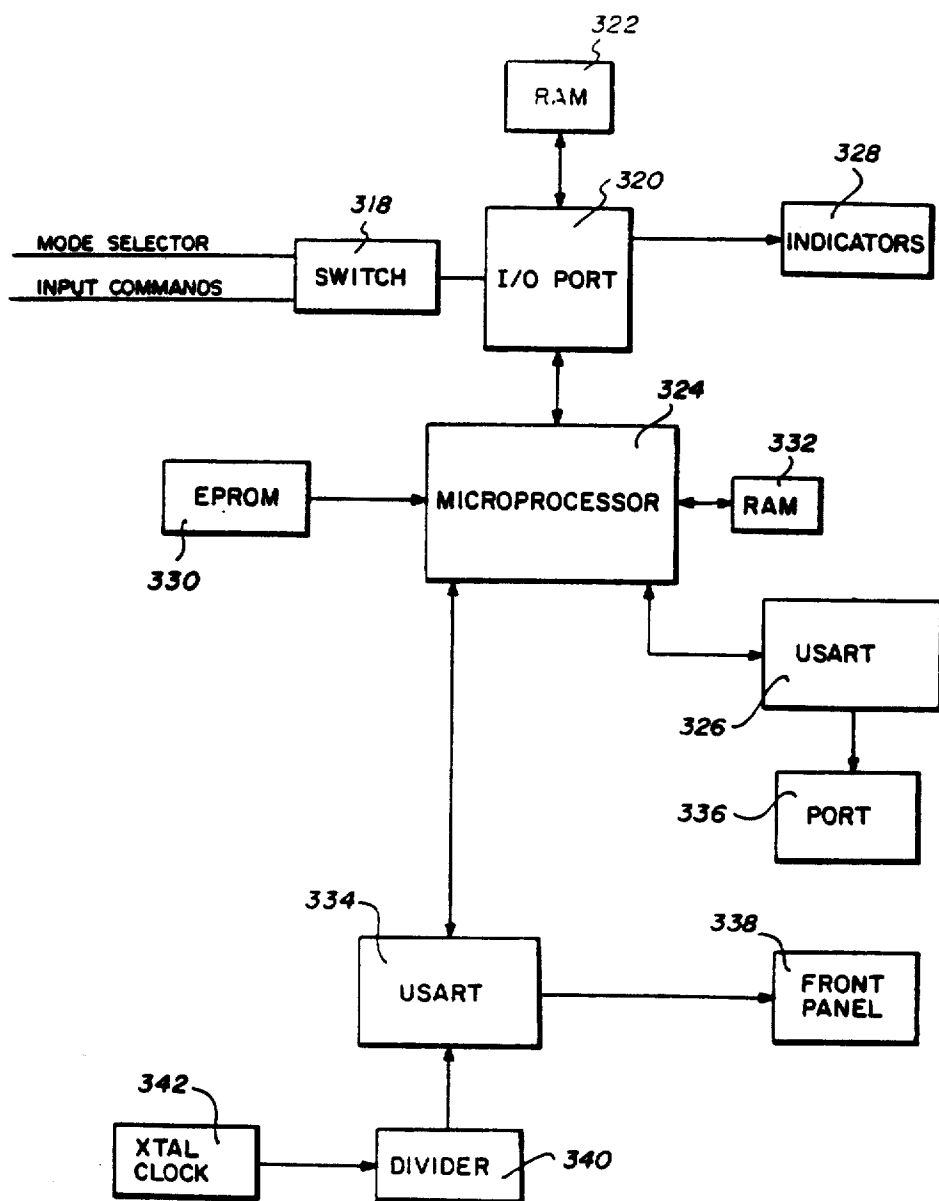 322
RAM
320
328
318
MODE SELECTOR
INDICATORS
SWITCH
I/O PORT
INPUT COMMANDS
324
332
EPROM
MICROPROCESSOR
RAM
330
USART
326
336
PORT
334
338
USART
FRONT
PANEL
342
XTAL
CLOCK
DIVIDER
340